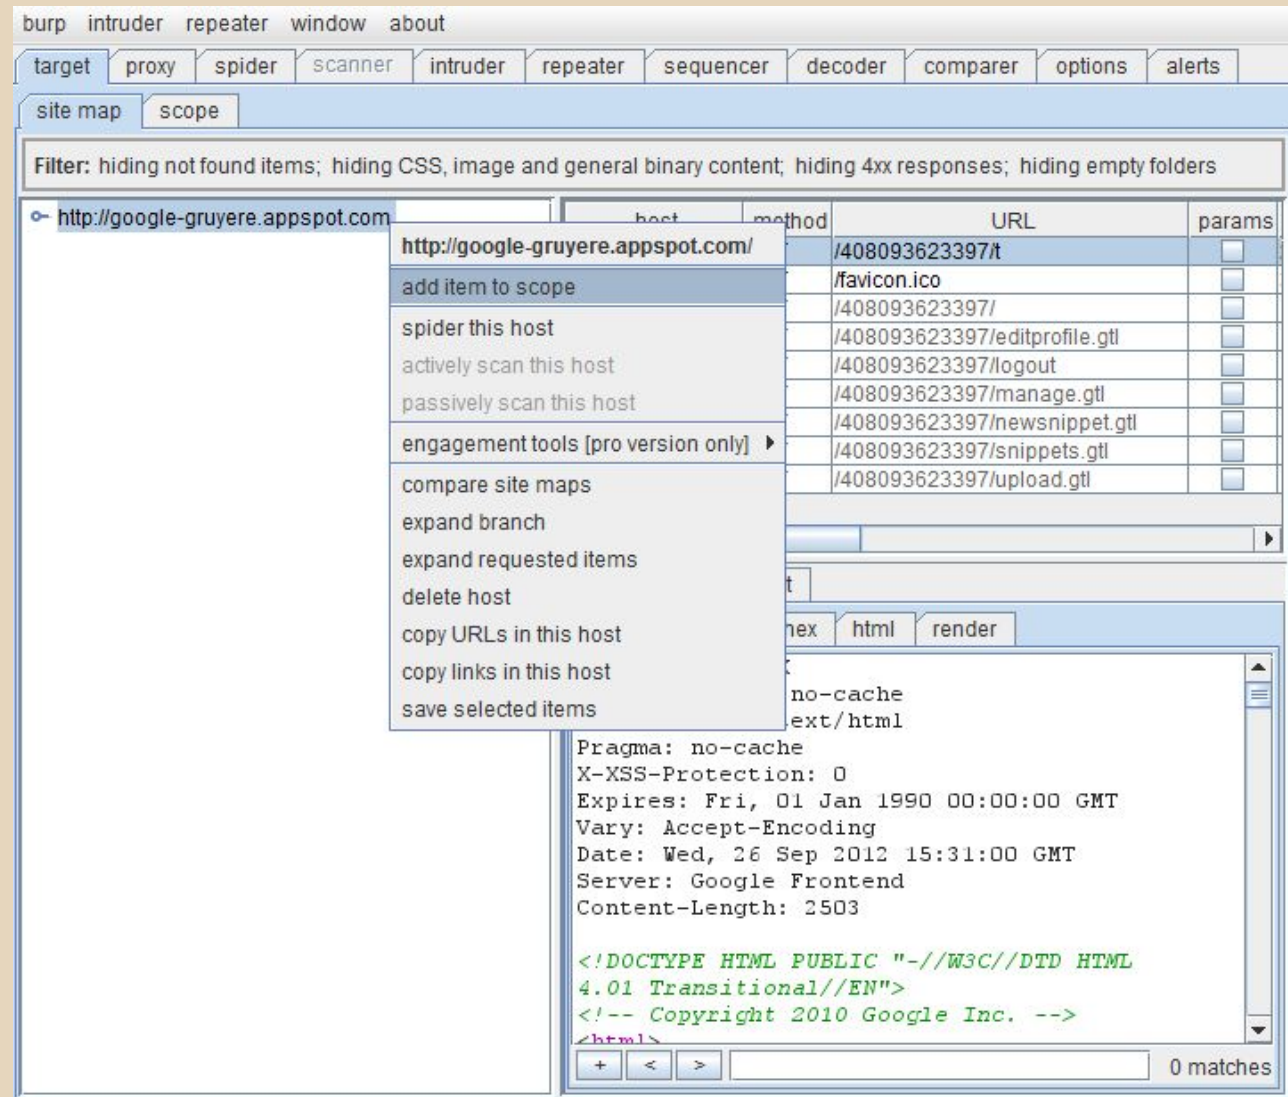 burp intruder repeater window about
target proxy spider scanner intruder repeater sequencer decoder comparer options alerts
site map scope
Filter: hiding not found items; hiding CSS, image and general binary content; hiding 4xx responses; hiding empty folders
http://google-gruyere.appspot.com
host method URL params
http://google-gruyere.appspot.com/
add item to scope
spider this host
actively scan this host
passively scan this host
engagement tools [pro version only]
compare site maps
expand branch
expand requested items
delete host
copy URLs in this host
copy links in this host
save selected items
/408093623397/t
/favicon.ico
/408093623397/
/408093623397/editprofile.gtl
/408093623397/logout
/408093623397/manage.gtl
/408093623397/newsnippet.gtl
/408093623397/snippets.gtl
/408093623397/upload.gtl
html render
no-cache
Pragma: no-cache
X-XSS-Protection: 0
Expires: Fri, 01 Jan 1990 00:00:00 GMT
Vary: Accept-Encoding
Date: Wed, 26 Sep 2012 15:31:00 GMT
Server: Google Frontend
Content-Length: 2503
<!DOCTYPE HTML PUBLIC "-//W3C//DTD HTML
4.01 Transitional//EN">
<!-- Copyright 2010 Google Inc. -->
<html>
+ < > 0 matches